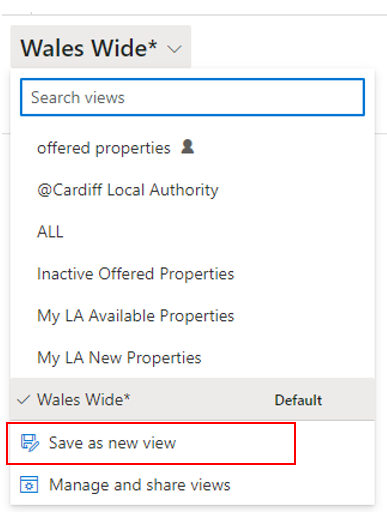 Wales Wide*
Search views
offered properties
@Cardiff Local Authority
ALL
Inactive Offered Properties
My LA Available Properties
My LA New Properties
Wales Wide* Default
Save as new view
Manage and share views